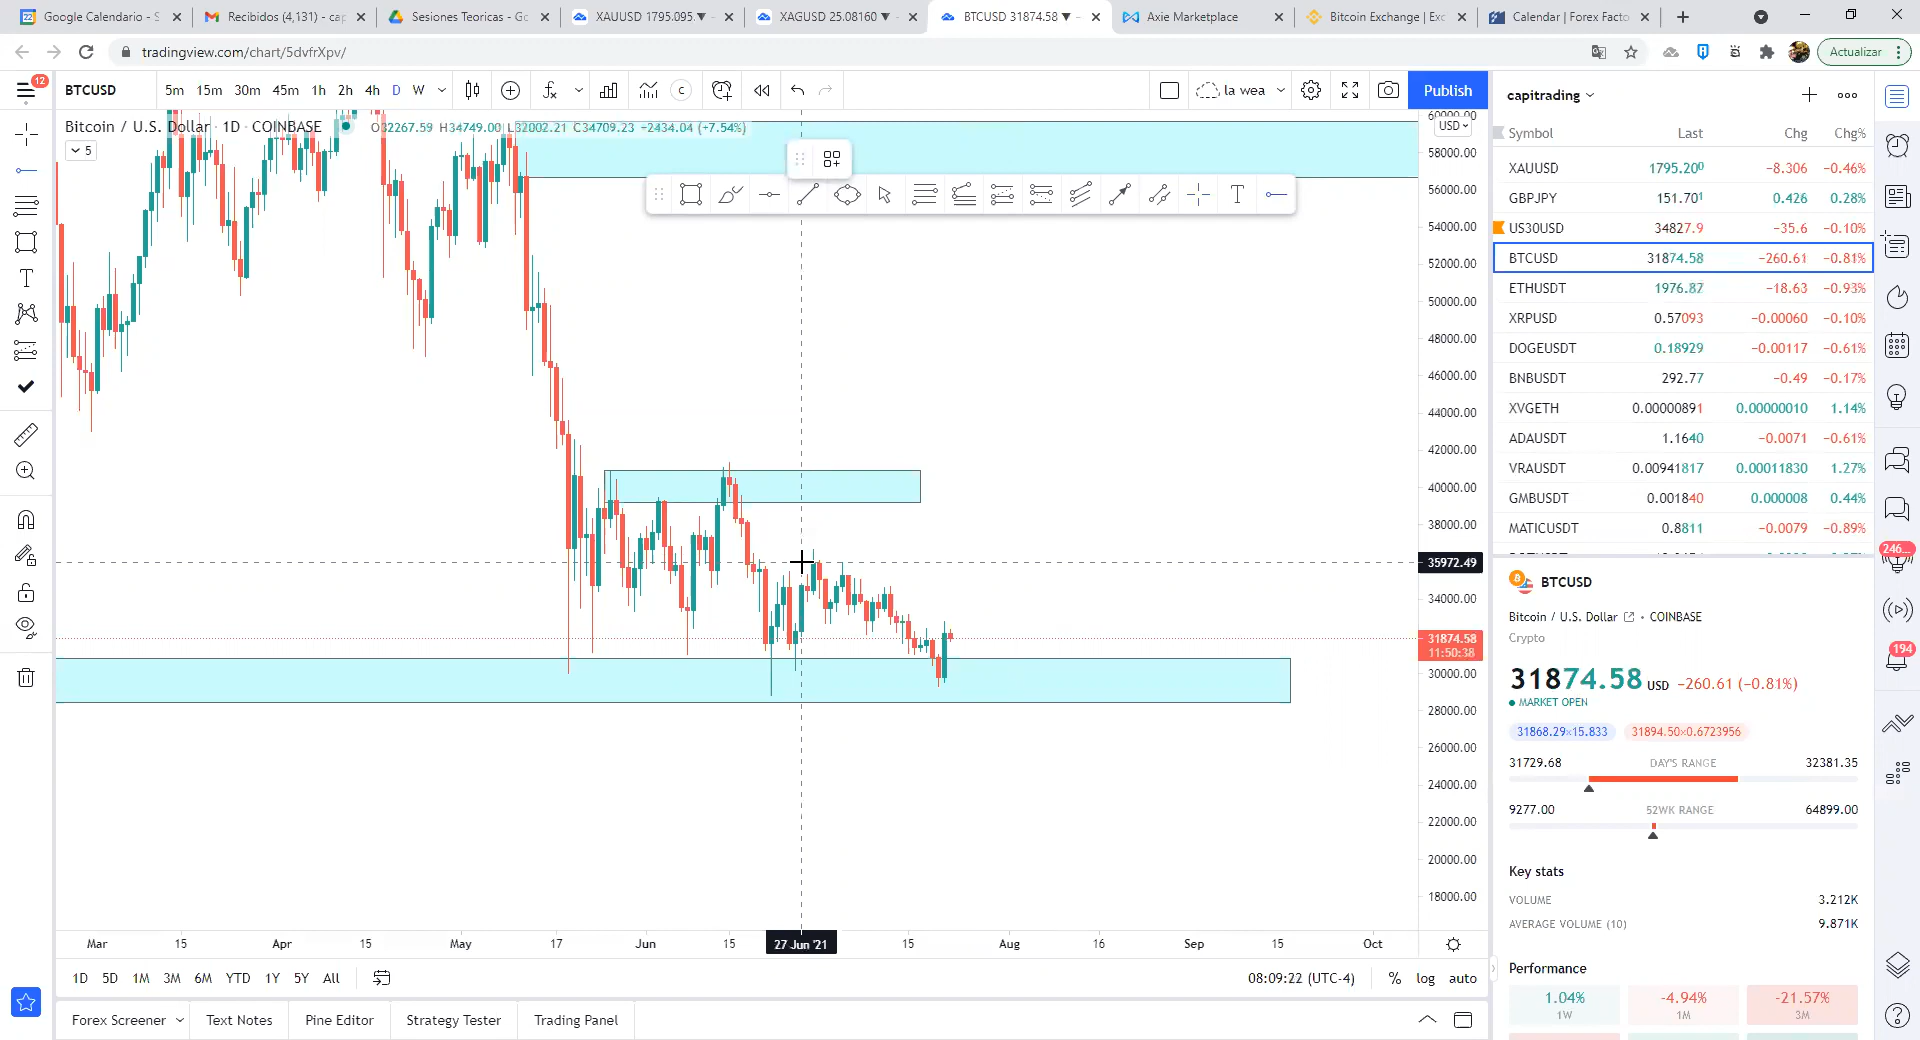 Google Calendario - S
Recibidos (4,131) - cap
Sesiones Teoricas - Go
XAUUSD 1795.095 ▼
XAGUSD 25.08160 ▼
BTCUSD 31874.58 ▼
Axie Marketplace
Bitcoin Exchange | Exc
Calendar | Forex Facto
tradingview.com/chart/5dvfrXpv/
Actualizar
12
BTCUSD
5m 15m 30m 45m 1h 2h 4h D W
C
la wea
Publish
capitrading
Bitcoin / U.S. Dollar · 1D · COINBASE
O32267.59 H34749.00 L32002.21 C34709.23 −2434.04 (+7.54%)
5
USD
60000.00
58000.00
56000.00
54000.00
52000.00
50000.00
48000.00
46000.00
44000.00
42000.00
40000.00
38000.00
35972.49
34000.00
31874.58
11:50:38
30000.00
28000.00
26000.00
24000.00
22000.00
20000.00
18000.00
Mar 15 Apr 15 May 17 Jun 15 27 Jun '21 15 Aug 16 Sep 15 Oct
1D 5D 1M 3M 6M YTD 1Y 5Y All
08:09:22 (UTC-4) % log auto
Forex Screener Text Notes Pine Editor Strategy Tester Trading Panel
Symbol Last Chg Chg%
XAUUSD 1795.200 −8.306 −0.46%
GBPJPY 151.701 0.426 0.28%
US30USD 34827.9 −35.6 −0.10%
BTCUSD 31874.58 −260.61 −0.81%
ETHUSDT 1976.87 −18.63 −0.93%
XRPUSD 0.57093 −0.00060 −0.10%
DOGEUSDT 0.18929 −0.00117 −0.61%
BNBUSDT 292.77 −0.49 −0.17%
XVGETH 0.00000891 0.00000010 1.14%
ADAUSDT 1.1640 −0.0071 −0.61%
VRAUSDT 0.00941817 0.00011830 1.27%
GMBUSDT 0.001840 0.000008 0.44%
MATICUSDT 0.8811 −0.0079 −0.89%
BTCUSD
Bitcoin / U.S. Dollar • COINBASE
Crypto
31874.58 USD −260.61 (−0.81%)
MARKET OPEN
31868.29×15.833 31894.50×0.6723956
31729.68 DAY'S RANGE 32381.35
9277.00 52WK RANGE 64899.00
Key stats
VOLUME 3.212K
AVERAGE VOLUME (10) 9.871K
Performance
1.04% -4.94% -21.57%
1W 1M 3M
246...
194